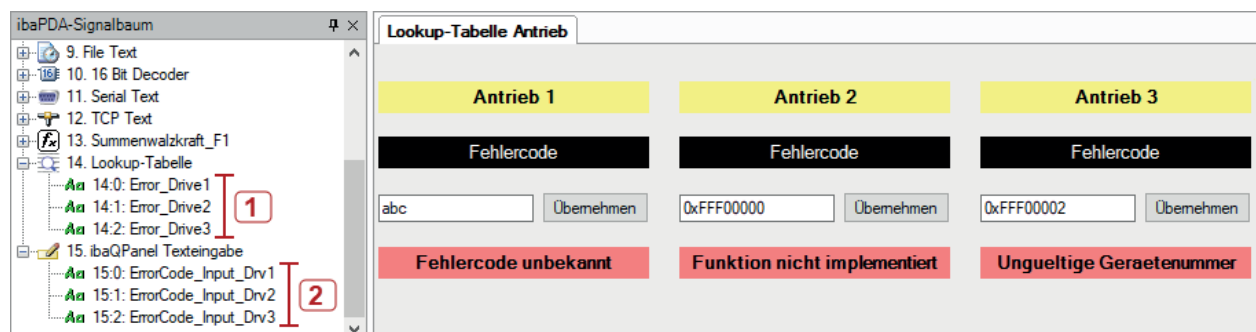 ibaPDA-Signalbaum
9. File Text
10. 16 Bit Decoder
11. Serial Text
12. TCP Text
13. Summenwalzkraft_F1
14. Lookup-Tabelle
14:0: Error_Drive1
14:1: Error_Drive2
14:2: Error_Drive3
1
15. ibaQPanel Texteingabe
15:0: ErrorCode_Input_Drv1
15:1: ErrorCode_Input_Drv2
15:2: ErrorCode_Input_Drv3
2
Lookup-Tabelle Antrieb
Antrieb 1 Antrieb 2 Antrieb 3
Fehlercode Fehlercode Fehlercode
abc Übernehmen 0xFFF00000 Übernehmen 0xFFF00002 Übernehmen
Fehlercode unbekannt Funktion nicht implementiert Ungueltige Geraetenummer